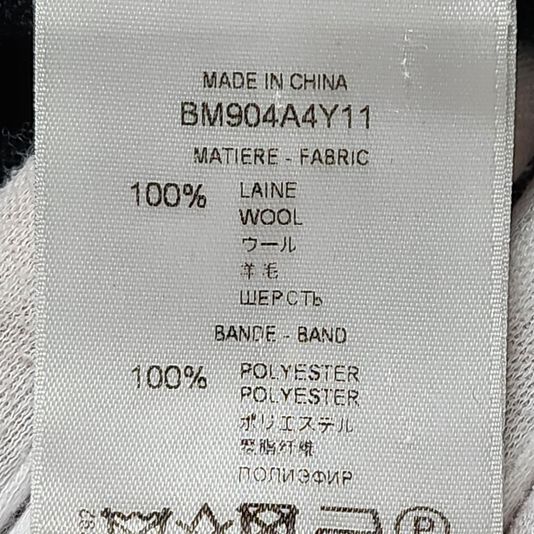 MADE IN CHINA
BM904A4Y11
MATIERE - FABRIC
100% LAINE
WOOL
ウール
羊毛
ШЕРСТЬ
BANDE - BAND
100% POLYESTER
POLYESTER
ポリエステル
聚脂纤维
ПОЛИЭФИР
P